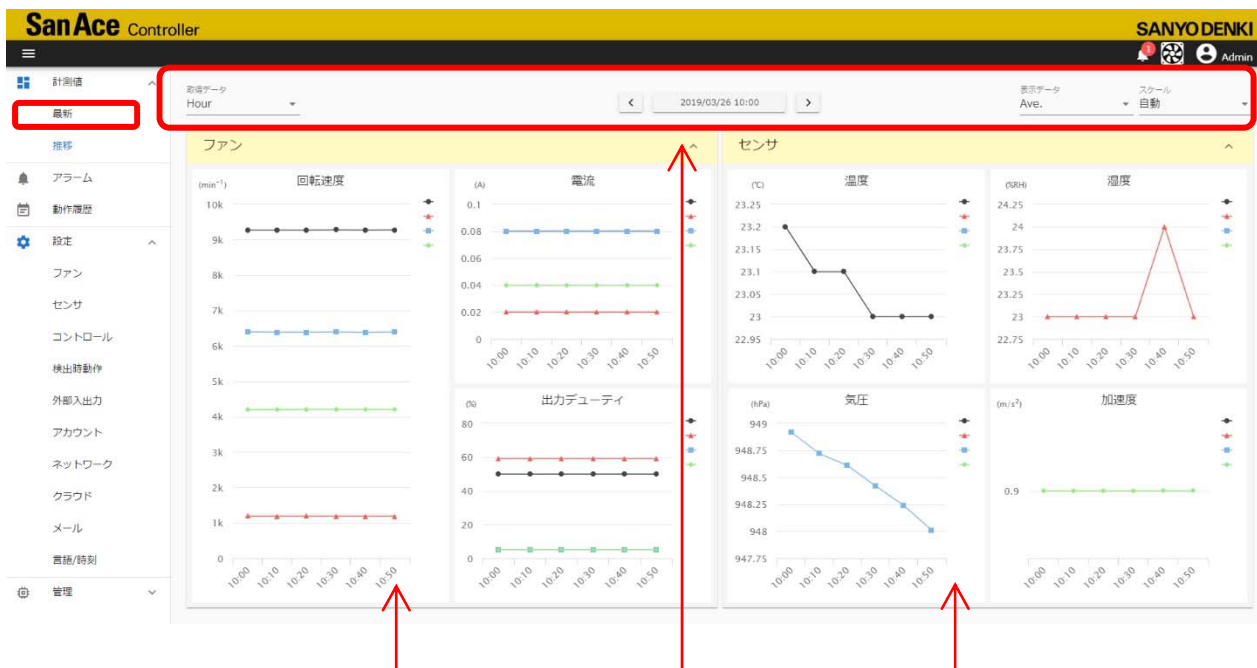 San Ace Controller
SANYO DENKI
1
Admin
計測値
最新
推移
アラーム
動作履歴
設定
ファン
センサ
コントロール
検出時動作
外部入出力
アカウント
ネットワーク
クラウド
メール
言語/時刻
管理
取得データ
Hour
2019/03/26 10:00
表示データ
Ave.
スケール
自動
ファン
回転速度
(min⁻¹)
10k
9k
8k
7k
6k
5k
4k
3k
2k
1k
0
10:00 10:10 10:20 10:30 10:40 10:50
電流
(A)
0.1
0.08
0.06
0.04
0.02
0
10:00 10:10 10:20 10:30 10:40 10:50
出力デューティ
(%)
80
60
40
20
0
10:00 10:10 10:20 10:30 10:40 10:50
センサ
温度
(℃)
23.25
23.2
23.15
23.1
23.05
23
22.95
10:00 10:10 10:20 10:30 10:40 10:50
湿度
(%RH)
24.25
24
23.75
23.5
23.25
23
22.75
10:00 10:10 10:20 10:30 10:40 10:50
気圧
(hPa)
949
948.75
948.5
948.25
948
947.75
10:00 10:10 10:20 10:30 10:40 10:50
加速度
(m/s²)
0.9
10:00 10:10 10:20 10:30 10:40 10:50